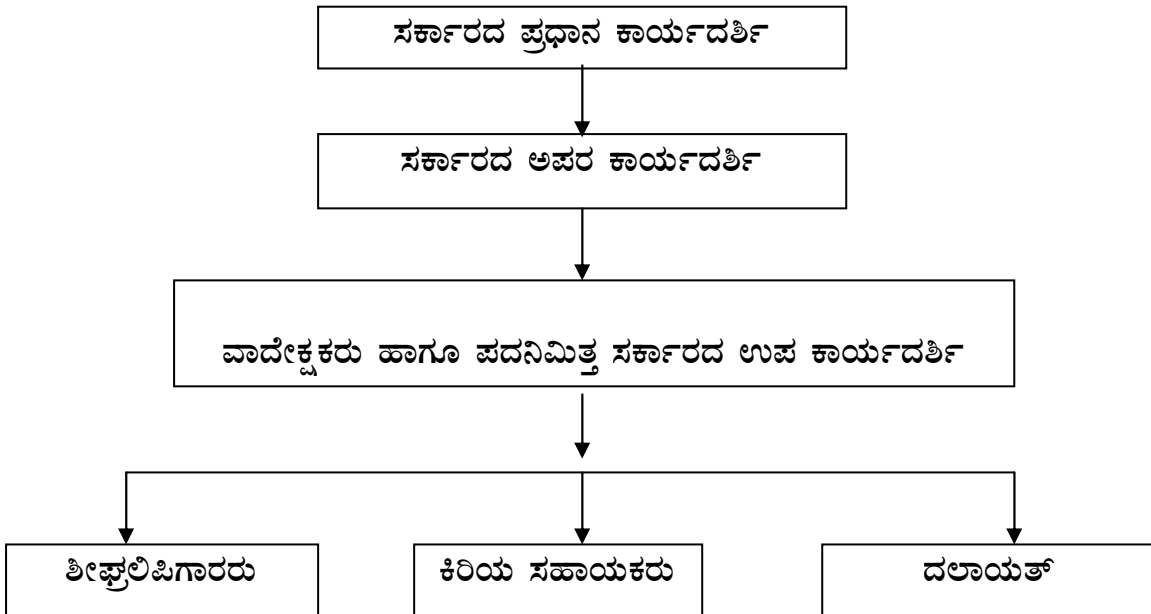 ಸರ್ಕಾರದ ಪ್ರಧಾನ ಕಾರ್ಯದರ್ಶಿ
ಸರ್ಕಾರದ ಅಪರ ಕಾರ್ಯದರ್ಶಿ
ವಾದೇಕ್ಷಕರು ಹಾಗೂ ಪದನಿಮಿತ್ತ ಸರ್ಕಾರದ ಉಪ ಕಾರ್ಯದರ್ಶಿ
ಶೀಘ್ರಲಿಪಿಗಾರರು
ಕಿರಿಯ ಸಹಾಯಕರು
ದಲಾಯತ್